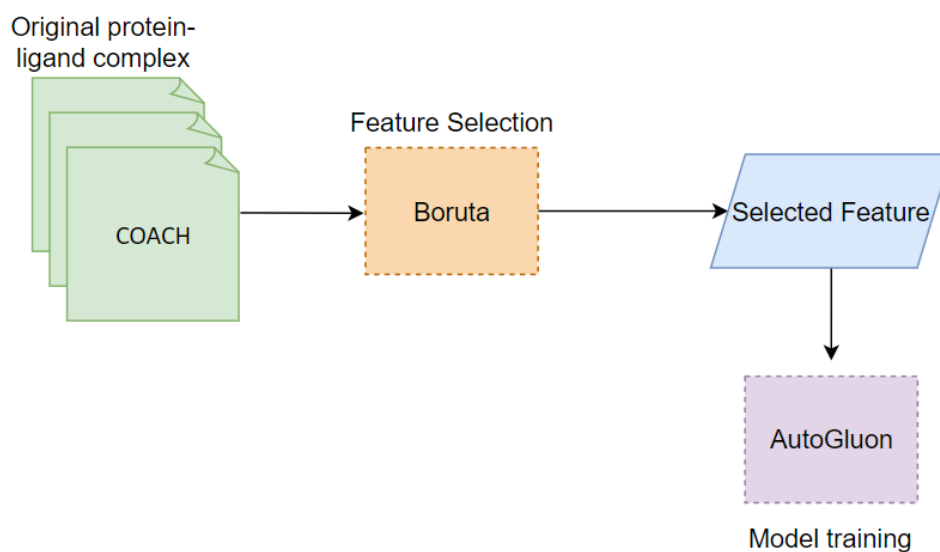 Original protein-
ligand complex
COACH
Feature Selection
Boruta
Selected Feature
AutoGluon
Model training